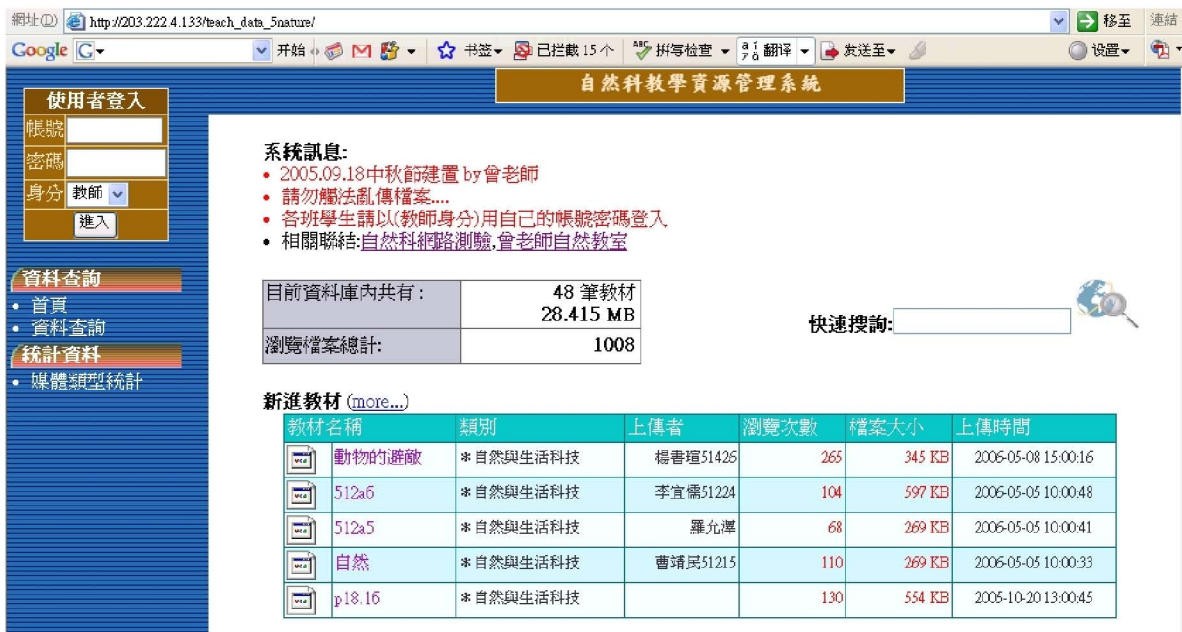 網址(D) http://203.222.4.133/teach_data_5nature/ 移至 連結
Google G 开始 书签 已拦截 15 个 拼写检查 翻译 发送至 设置
自然科教學資源管理系統
使用者登入
帳號
密碼
身分 教師
進入
資料查詢
• 首頁
• 資料查詢
統計資料
• 媒體類型統計
系統訊息:
• 2005.09.18中秋節建置 by 曾老師
• 請勿觸法亂傳檔案....
• 各班學生請以(教師身分)用自己的帳號密碼登入
• 相關聯結:自然科網路測驗,曾老師自然教室
目前資料庫內共有: 48 筆教材
28.415 MB
瀏覽檔案總計: 1008
快速搜詢:
新進教材 (more...)
教材名稱 類別 上傳者 瀏覽次數 檔案大小 上傳時間
動物的避敵 * 自然與生活科技 楊書瑄51426 265 345 KB 2006-05-08 15:00:16
512a6 * 自然與生活科技 李宜儒51224 104 597 KB 2006-05-05 10:00:48
512a5 * 自然與生活科技 羅允澤 68 269 KB 2006-05-05 10:00:41
自然 * 自然與生活科技 曹靖民51215 110 269 KB 2006-05-05 10:00:33
p18.16 * 自然與生活科技 130 554 KB 2005-10-20 13:00:45